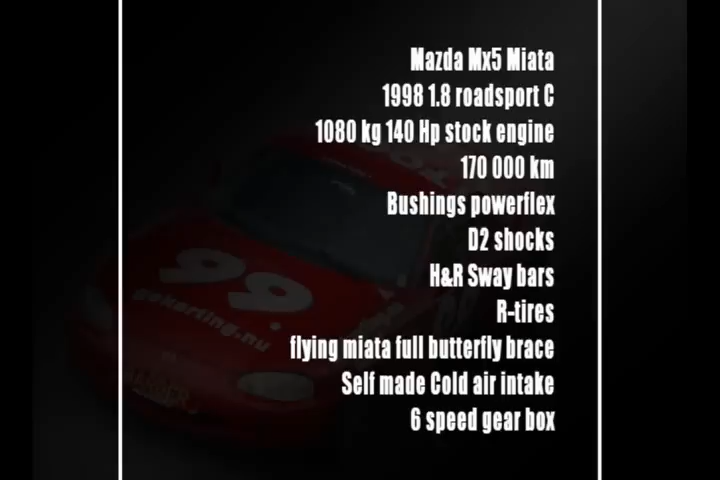 Mazda Mx5 Miata
1998 1.8 roadsport C
1080 kg 140 Hp stock engine
170 000 km
Bushings powerflex
D2 shocks
H&R Sway bars
R-tires
flying miata full butterfly brace
Self made Cold air intake
6 speed gear box
99